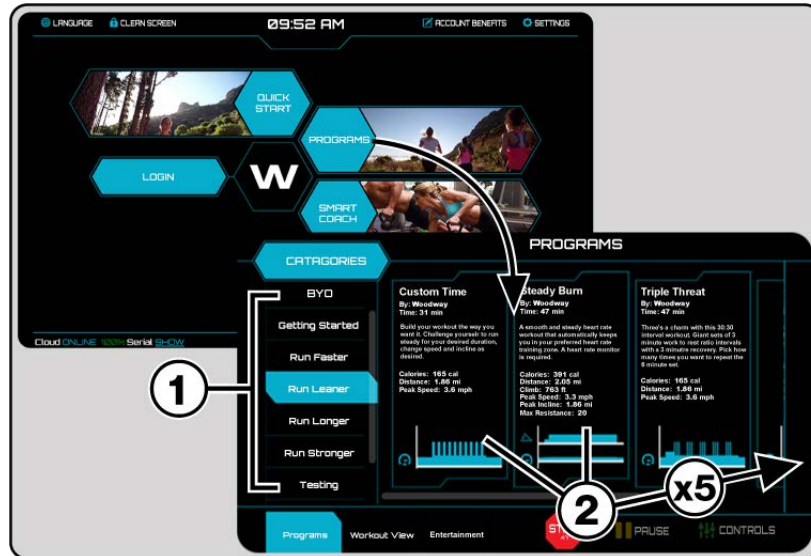 LANGUAGE
CLEAN SCREEN
09:52 AM
ACCOUNT BENEFITS
SETTINGS
QUICK
START
PROGRAMS
LOGIN
W
SMART
COACH
Cloud ONLINE 100% Serial SHOW
PROGRAMS
CATAGORIES
BYO
Getting Started
Run Faster
Run Leaner
Run Longer
Run Stronger
Testing
1
Custom Time
By: Woodway
Time: 31 min
Build your workout the way you
want it. Challenge yourself to run
steady for your desired duration,
change speed and incline as
desired.
Calories: 165 cal
Distance: 1.86 mi
Peak Speed: 3.6 mph
Steady Burn
By: Woodway
Time: 47 min
A smooth and steady heart rate
workout that automatically keeps
you in your preferred heart rate
training zone. A heart rate monitor
is required.
Calories: 391 cal
Distance: 2.05 mi
Climb: 763 ft
Peak Speed: 3.3 mph
Peak Incline: 1.86 mi
Max Resistance: 20
Triple Threat
By: Woodway
Time: 47 min
Three's a charm with this 30:30
interval workout. Giant sets of 3
minute work to rest ratio intervals
with a 3 minutre recovery. Pick how
many times you want to repeat the
6 minute set.
Calories: 165 cal
Distance: 1.86 mi
Peak Speed: 3.6 mph
2
x5
Programs
Workout View
Entertainment
PAUSE
CONTROLS